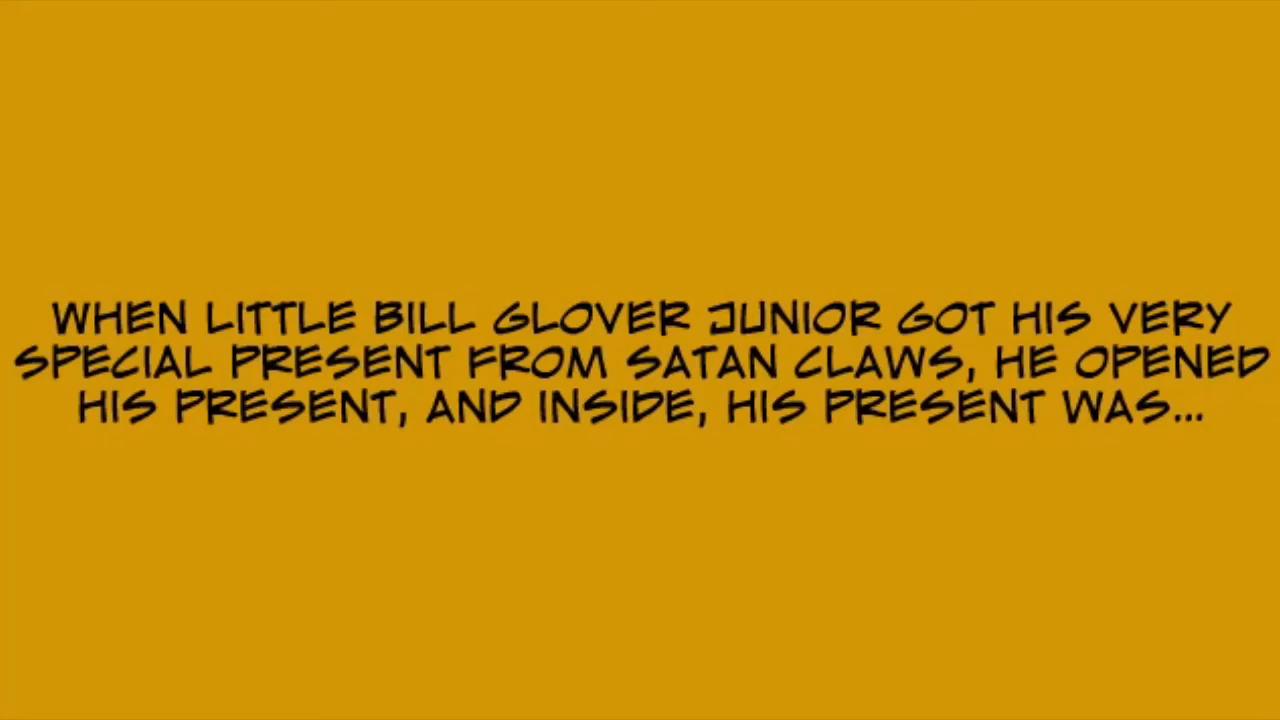 WHEN LITTLE BILL GLOVER JUNIOR GOT HIS VERY
SPECIAL PRESENT FROM SATAN CLAWS, HE OPENED
HIS PRESENT, AND INSIDE, HIS PRESENT WAS...